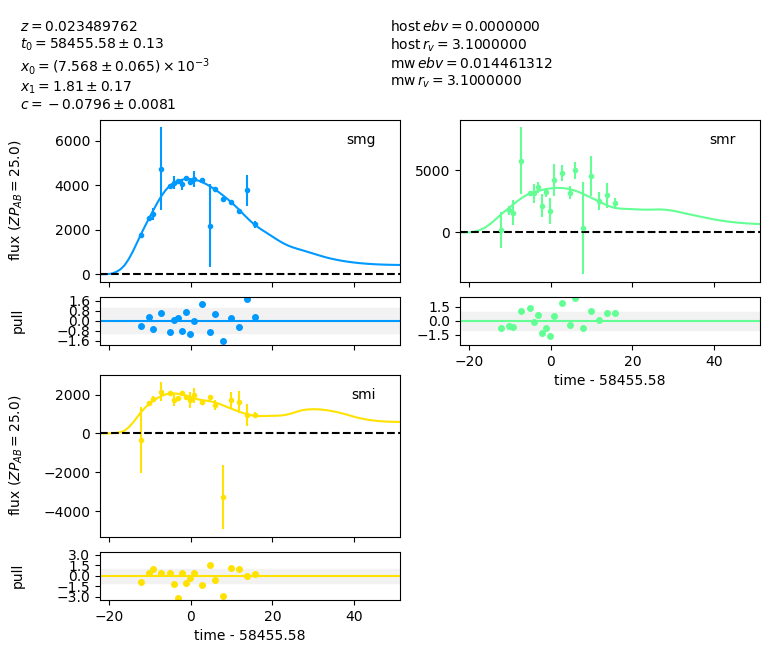 z = 0.023489762
t₀ = 58455.58 ± 0.13
x₀ = (7.568 ± 0.065) × 10⁻³
x₁ = 1.81 ± 0.17
c = −0.0796 ± 0.0081
host ebv = 0.0000000
host r_v = 3.1000000
mw ebv = 0.014461312
mw r_v = 3.1000000
smg
flux (ZP_AB = 25.0)
6000
4000
2000
0
pull
1.6
0.8
0.0
−0.8
−1.6
smr
5000
0
1.5
0.0
−1.5
−20
0
20
40
time - 58455.58
smi
flux (ZP_AB = 25.0)
2000
0
−2000
−4000
pull
3.0
1.5
0.0
−1.5
−3.0
−20
0
20
40
time - 58455.58